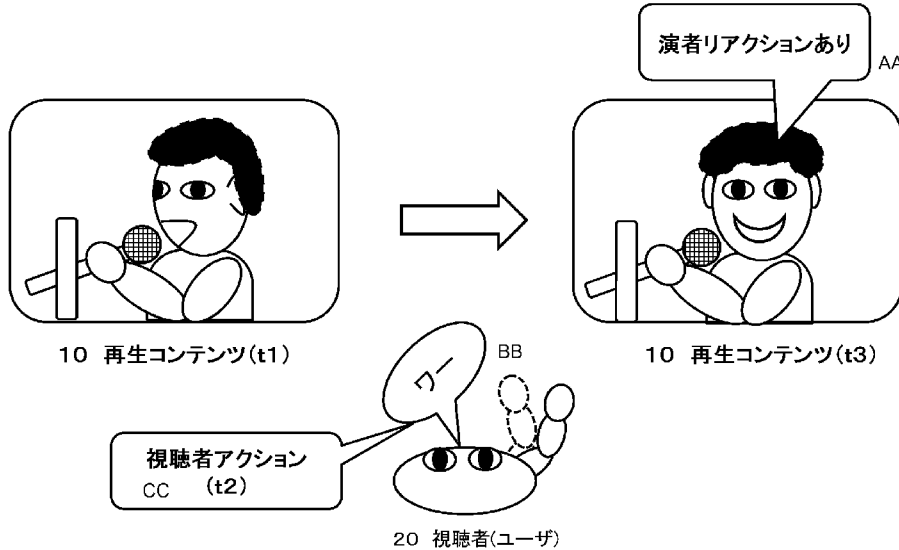 演者リアクションあり
AA
10 再生コンテンツ(t1)
10 再生コンテンツ(t3)
ワー
BB
視聴者アクション
CC (t2)
20 視聴者(ユーザ)